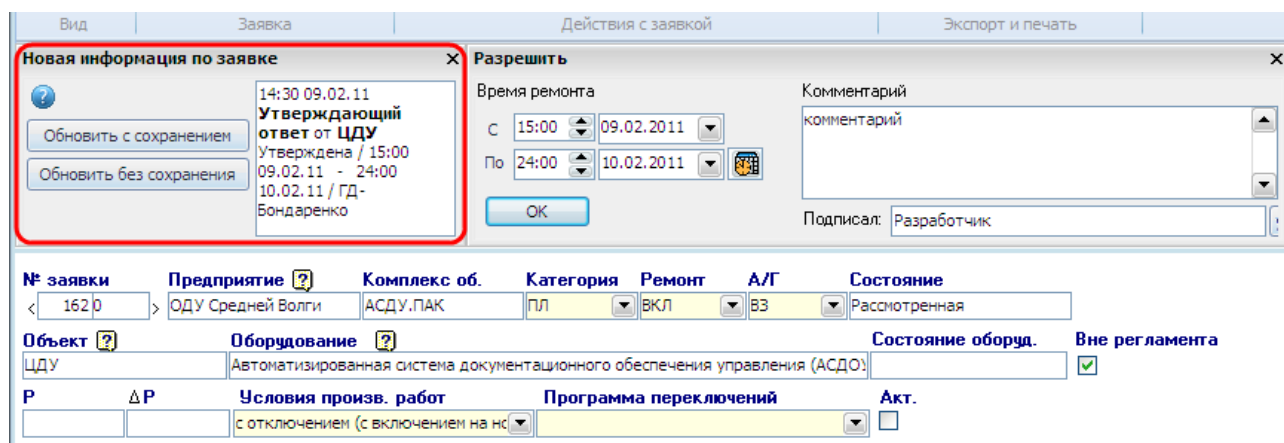 Вид Заявка Действия с заявкой Экспорт и печать
Новая информация по заявке X Разрешить X
14:30 09.02.11
Утверждающий
ответ от ЦДУ
Утверждена / 15:00
09.02.11 - 24:00
10.02.11 / ГД-
Бондаренко
Обновить с сохранением
Обновить без сохранения
Время ремонта Комментарий
С 15:00 09.02.2011 комментарий
По 24:00 10.02.2011
OK
Подписал: Разработчик
№ заявки Предприятие ? Комплекс об. Категория Ремонт А/Г Состояние
< 162 0 > ОДУ Средней Волги АСДУ.ПАК ПЛ ВКЛ ВЗ Рассмотренная
Объект ? Оборудование ? Состояние оборуд. Вне регламента
ЦДУ Автоматизированная система документационного обеспечения управления (АСДОУ
P Δ P Условия произв. работ Программа переключений Акт.
с отключением (с включением на но